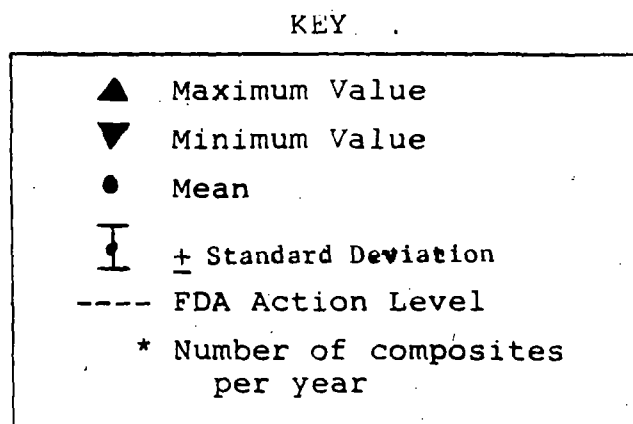 KEY
Maximum Value
Minimum Value
Mean
± Standard Deviation
---- FDA Action Level
* Number of composites
per year